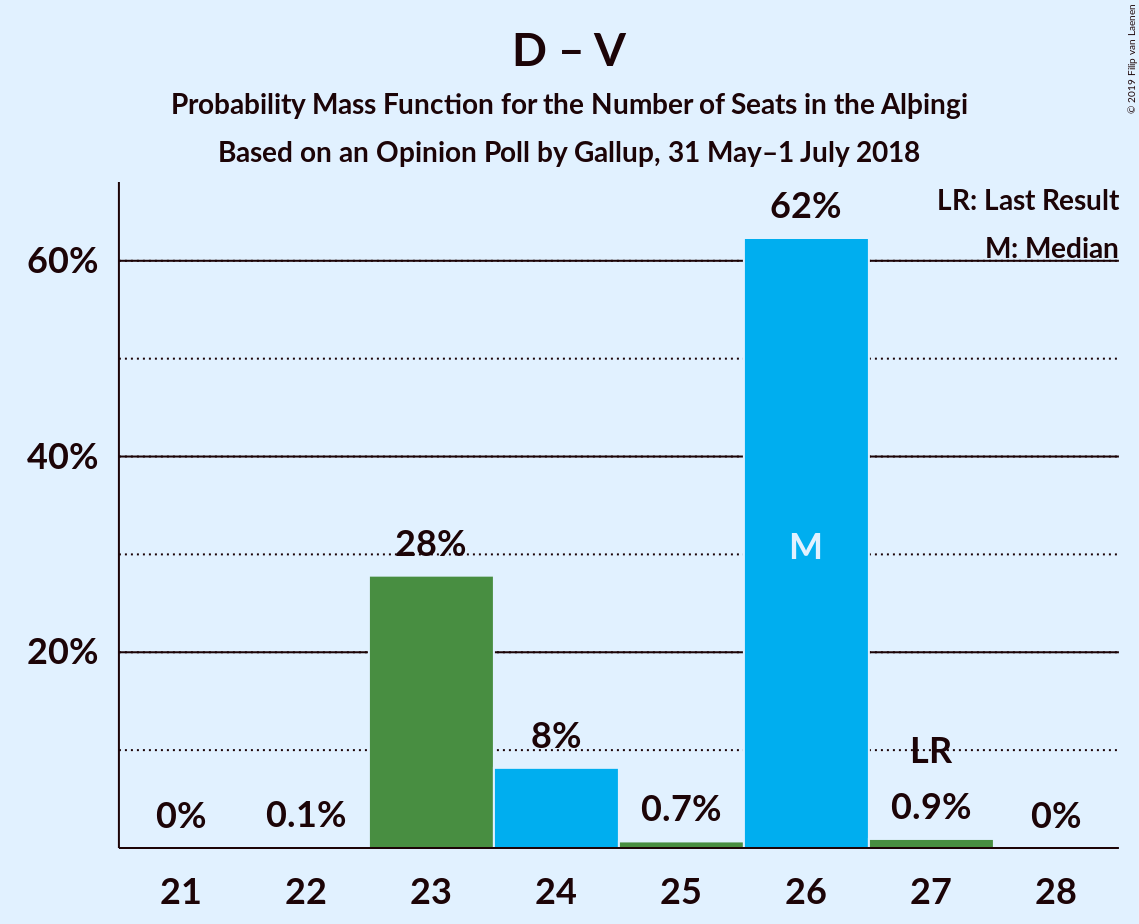 D – V
Probability Mass Function for the Number of Seats in the Alþingi
Based on an Opinion Poll by Gallup, 31 May–1 July 2018
© 2019 Filip van Laenen
LR: Last Result
M: Median
60%
40%
20%
0%
0.1%
28%
8%
0.7%
62%
M
LR
0.9%
0%
21 22 23 24 25 26 27 28